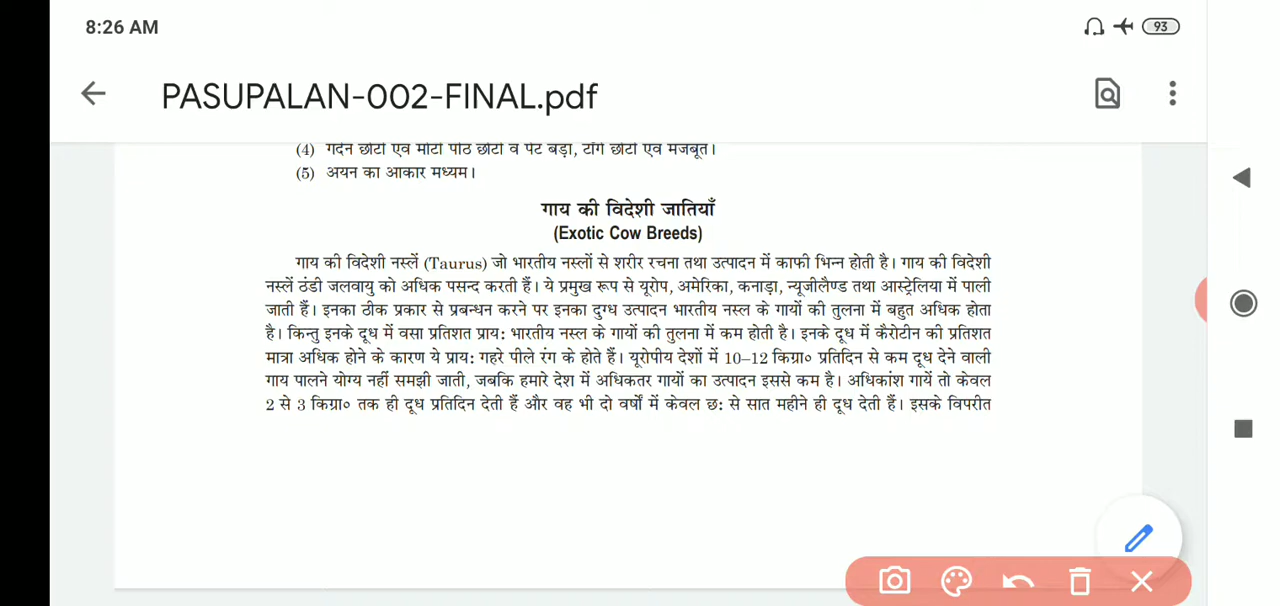 8:26 AM
93
PASUPALAN-002-FINAL.pdf
(4) गर्दन छोटी एवं मोटी पीठ छोटी व पेट बड़ा, टाँगें छोटी एवं मजबूत।
(5) अयन का आकार मध्यम।
गाय की विदेशी जातियाँ
(Exotic Cow Breeds)
गाय की विदेशी नस्लें (Taurus) जो भारतीय नस्लों से शरीर रचना तथा उत्पादन में काफी भिन्न होती है। गाय की विदेशी
नस्लें ठंडी जलवायु को अधिक पसन्द करती हैं। ये प्रमुख रूप से यूरोप, अमेरिका, कनाड़ा, न्यूजीलैण्ड तथा आस्ट्रेलिया में पाली
जाती हैं। इनका ठीक प्रकार से प्रबन्धन करने पर इनका दुग्ध उत्पादन भारतीय नस्ल के गायों की तुलना में बहुत अधिक होता
है। किन्तु इनके दूध में वसा प्रतिशत प्राय: भारतीय नस्ल के गायों की तुलना में कम होती है। इनके दूध में कैरोटीन की प्रतिशत
मात्रा अधिक होने के कारण ये प्राय: गहरे पीले रंग के होते हैं। यूरोपीय देशों में 10–12 किग्रा० प्रतिदिन से कम दूध देने वाली
गाय पालने योग्य नहीं समझी जाती, जबकि हमारे देश में अधिकतर गायों का उत्पादन इससे कम है। अधिकांश गायें तो केवल
2 से 3 किग्रा० तक ही दूध प्रतिदिन देती हैं और वह भी दो वर्षों में केवल छ: से सात महीने ही दूध देती हैं। इसके विपरीत